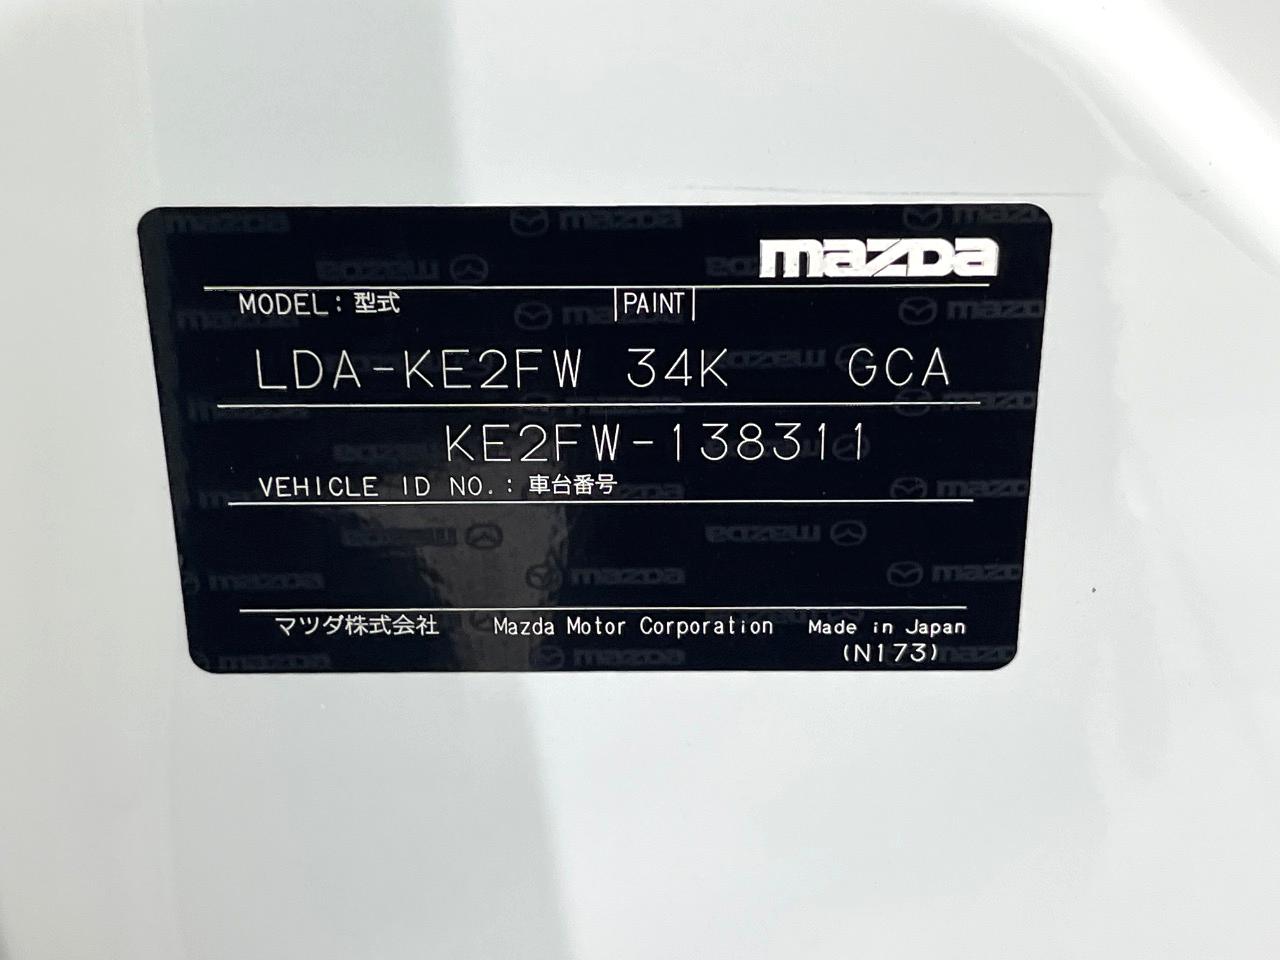 mazda
MODEL: 型式 PAINT
LDA-KE2FW 34K GCA
KE2FW-138311
VEHICLE ID NO.: 車台番号
マツダ株式会社 Mazda Motor Corporation Made in Japan
(N173)